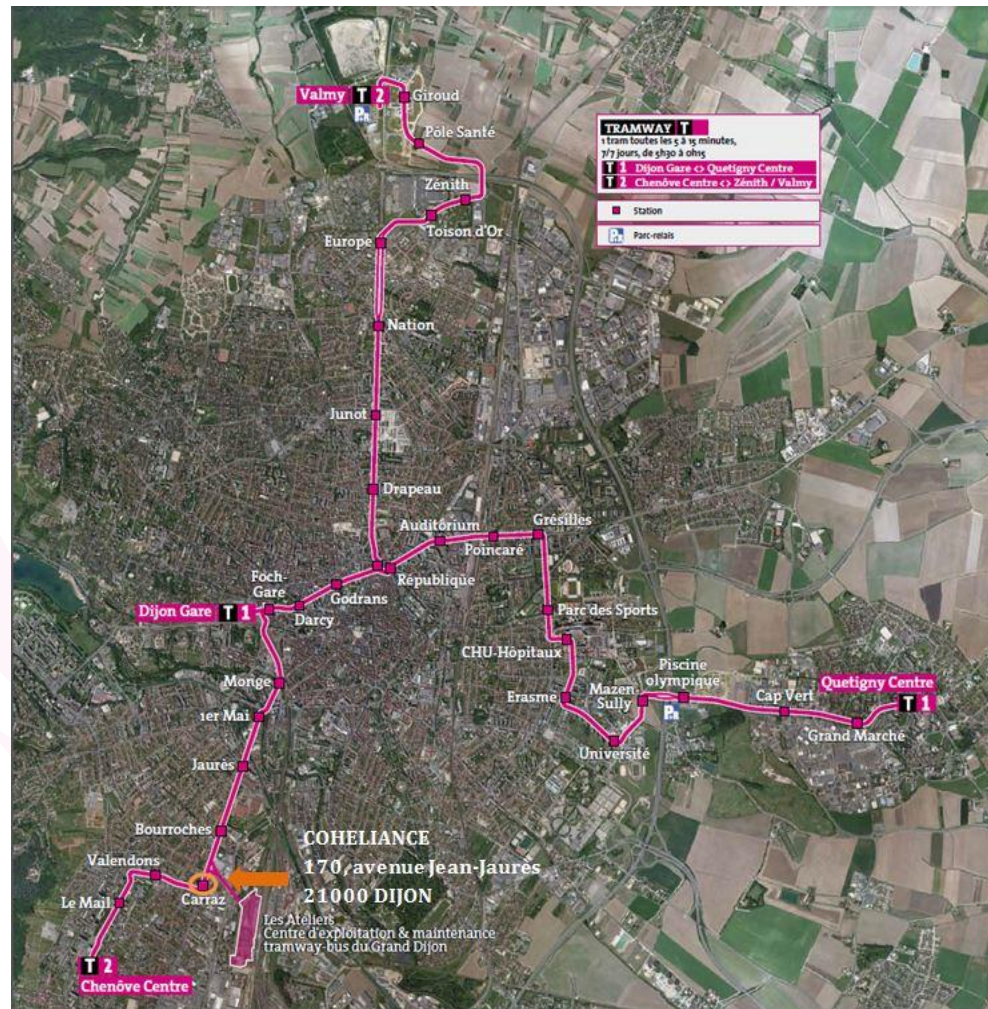 Valmy T 2
P+R
Giroud
Pôle Santé
Zénith
Toison d'Or
Europe
Nation
Junot
Drapeau
TRAMWAY T
1 tram toutes les 5 à 15 minutes,
7/7 jours, de 5h30 à 0h15
T 1 Dijon Gare <> Quetigny Centre
T 2 Chenôve Centre <> Zénith / Valmy
Station
P+R Parc-relais
Auditorium
Poincaré
Grésilles
République
Godrans
Darcy
Foch-
Gare
Dijon Gare T 1
Parc des Sports
CHU-Hôpitaux
Erasme
Université
Mazen-
Sully
Piscine
olympique
P+R
Cap Vert
Grand Marché
Quetigny Centre
T 1
Monge
1er Mai
Jaurès
Bourroches
Carraz
Valendons
Le Mail
T 2
Chenôve Centre
COHELIANCE
170, avenue Jean-Jaurés
21000 DIJON
Les Ateliers
Centre d'exploitation & maintenance
tramway-bus du Grand Dijon